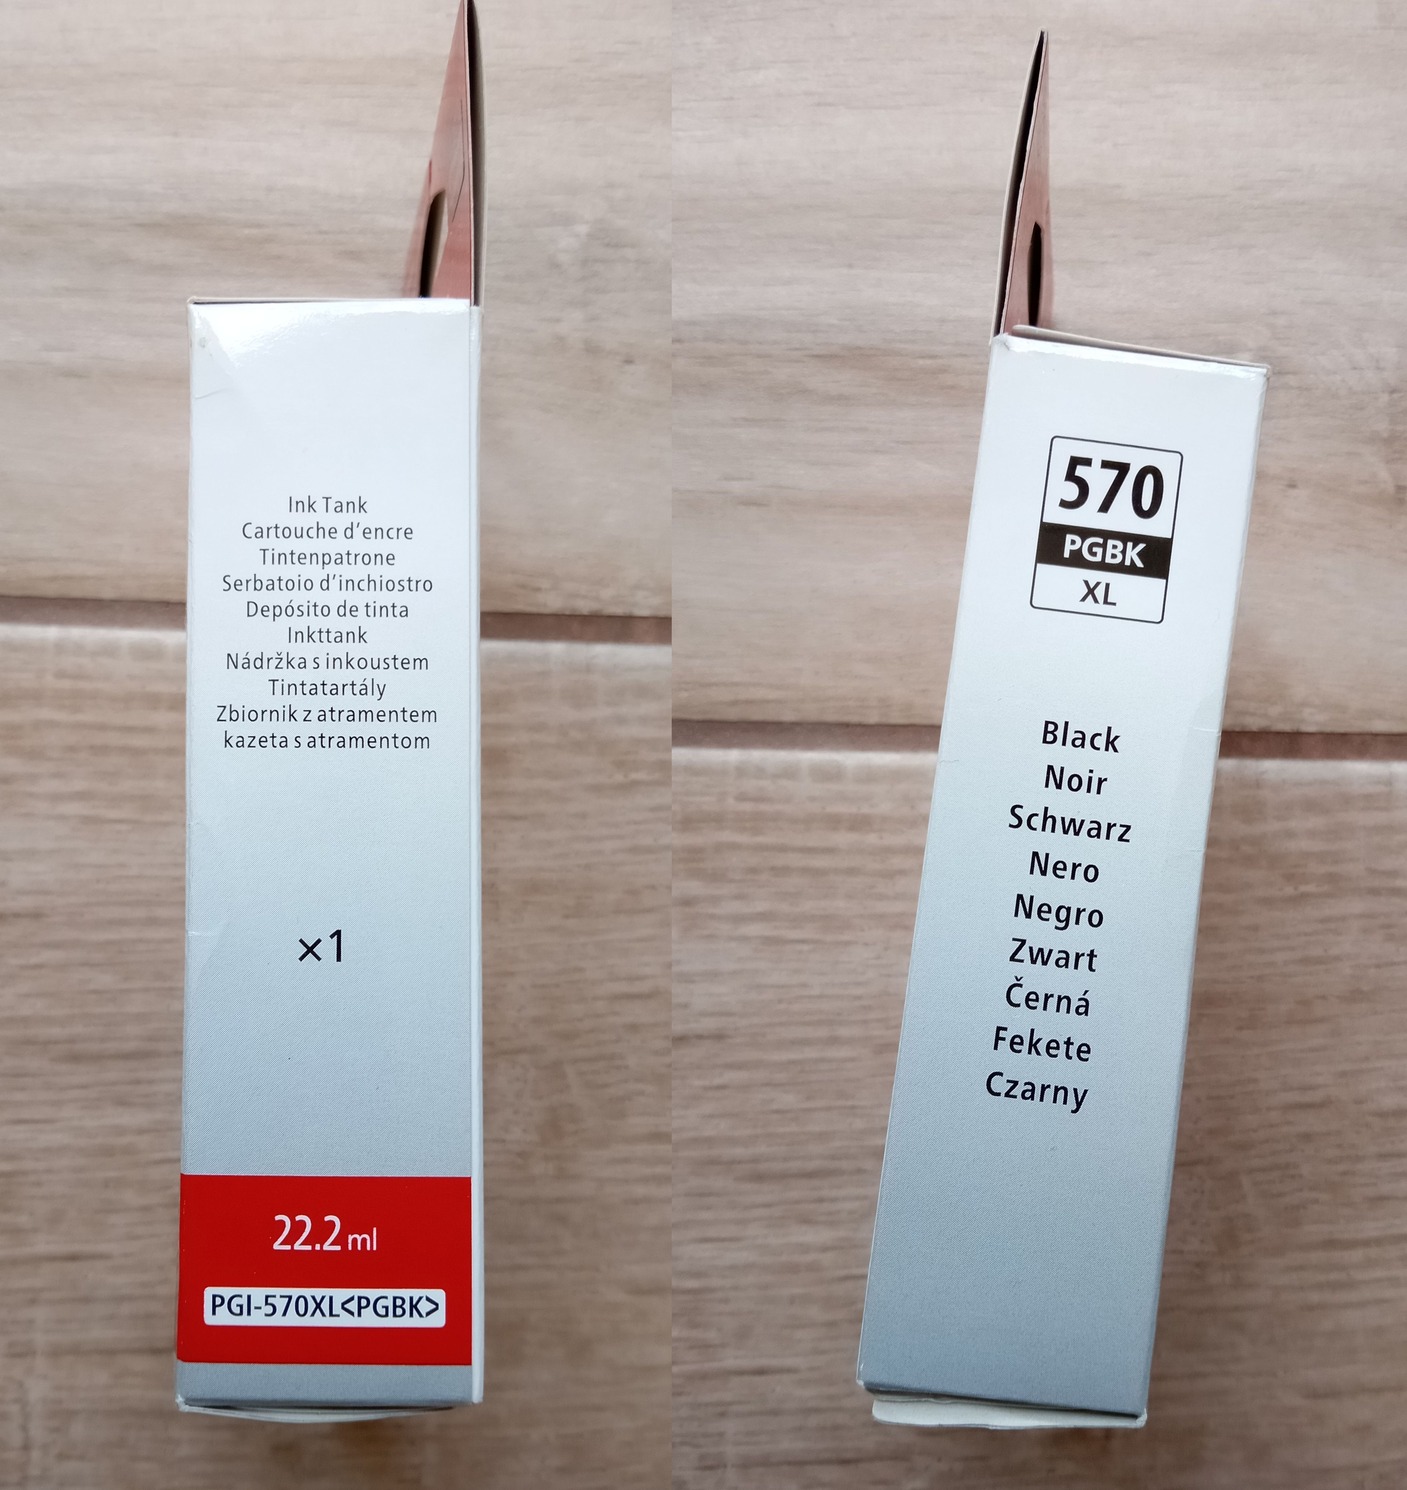 Ink Tank
Cartouche d'encre
Tintenpatrone
Serbatoio d'inchiostro
Depósito de tinta
Inkttank
Nádržka s inkoustem
Tintatartály
Zbiornik z atramentem
kazeta s atramentom
×1
22.2 ml
PGI-570XL<PGBK>
570
PGBK
XL
Black
Noir
Schwarz
Nero
Negro
Zwart
Černá
Fekete
Czarny